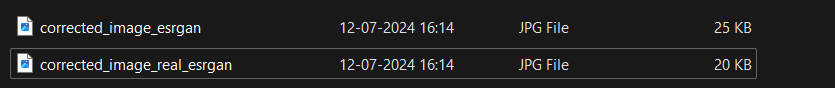 corrected_image_esrgan 12-07-2024 16:14 JPG File 25 KB
corrected_image_real_esrgan 12-07-2024 16:14 JPG File 20 KB